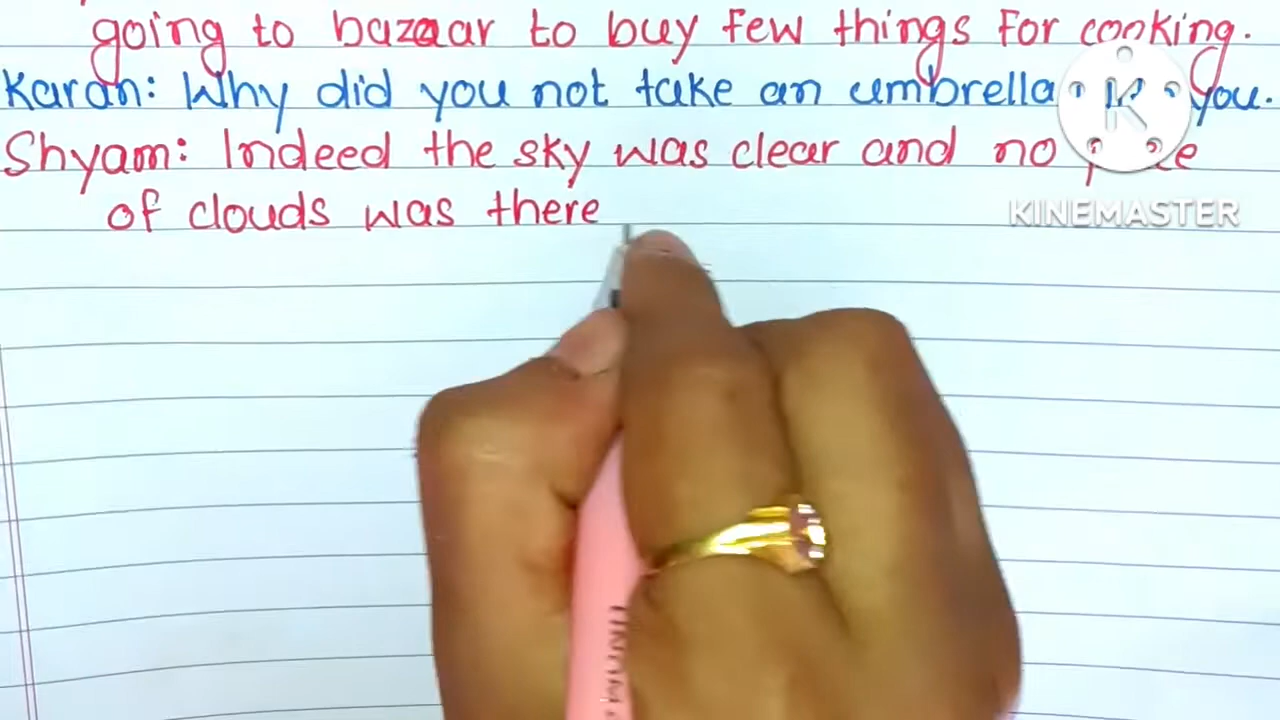 going to bazaar to buy few things for cooking.
Karan: Why did you not take an umbrella you.
Shyam: Indeed the sky was clear and no
of clouds was there
KINEMASTER